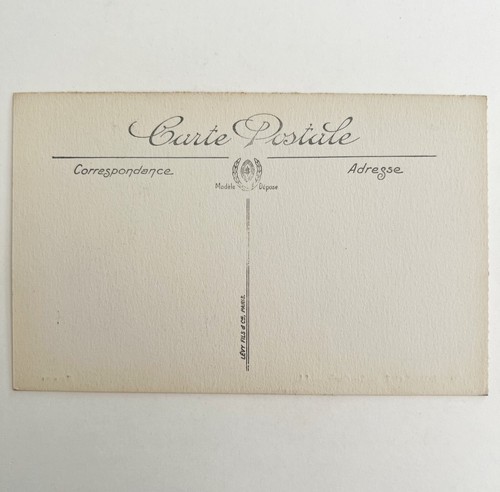 Carte Postale
Correspondance
Adresse
Modèle Déposé
LÉVY FILS & Cie, PARIS.